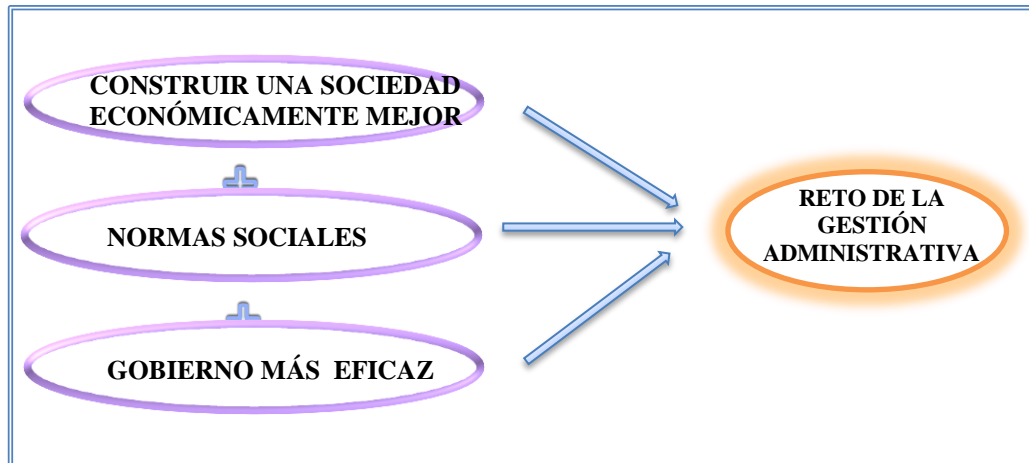 CONSTRUIR UNA SOCIEDAD
ECONÓMICAMENTE MEJOR
NORMAS SOCIALES
GOBIERNO MÁS EFICAZ
RETO DE LA
GESTIÓN
ADMINISTRATIVA